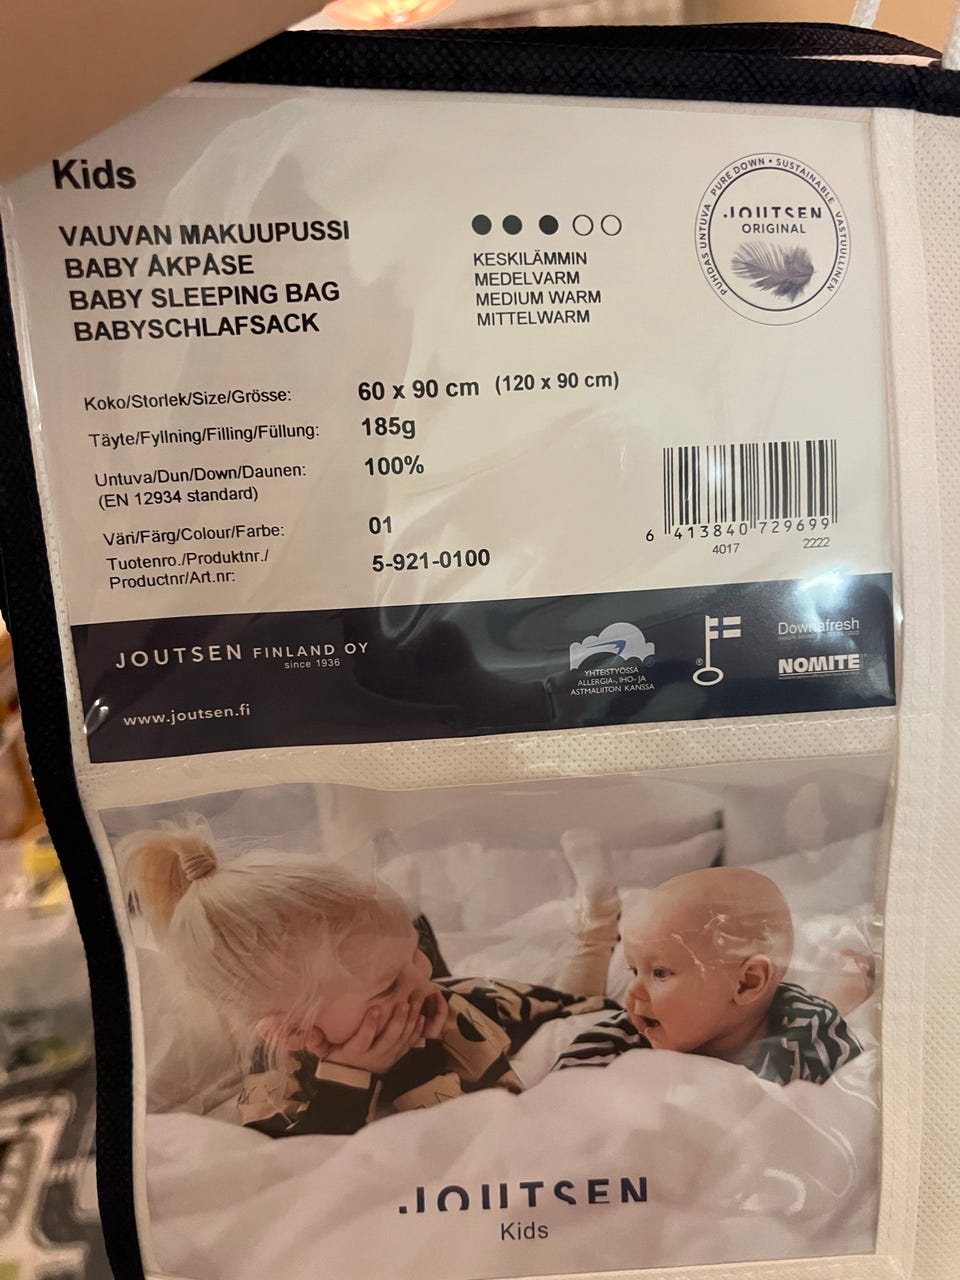 Kids
VAUVAN MAKUUPUSSI
BABY ÅKPÅSE
BABY SLEEPING BAG
BABYSCHLAFSACK
KESKILÄMMIN
MEDELVARM
MEDIUM WARM
MITTELWARM
PUHDAS UNTUVA PURE DOWN • SUSTAINABLE VASTUULLINEN
JOUTSEN
ORIGINAL
Koko/Storlek/Size/Grösse: 60 x 90 cm (120 x 90 cm)
Täyte/Fyllning/Filling/Füllung: 185g
Untuva/Dun/Down/Daunen: 100%
(EN 12934 standard)
Väri/Färg/Colour/Farbe: 01
Tuotenro./Produktnr./
Productnr/Art.nr: 5-921-0100
6 413840 729699
4017 2222
JOUTSEN FINLAND OY
since 1936
www.joutsen.fi
YHTEISTYÖSSÄ
ALLERGIA-, IHO- JA
ASTMALIITON KANSSA
Downafresh
NOMITE
JOUTSEN
Kids